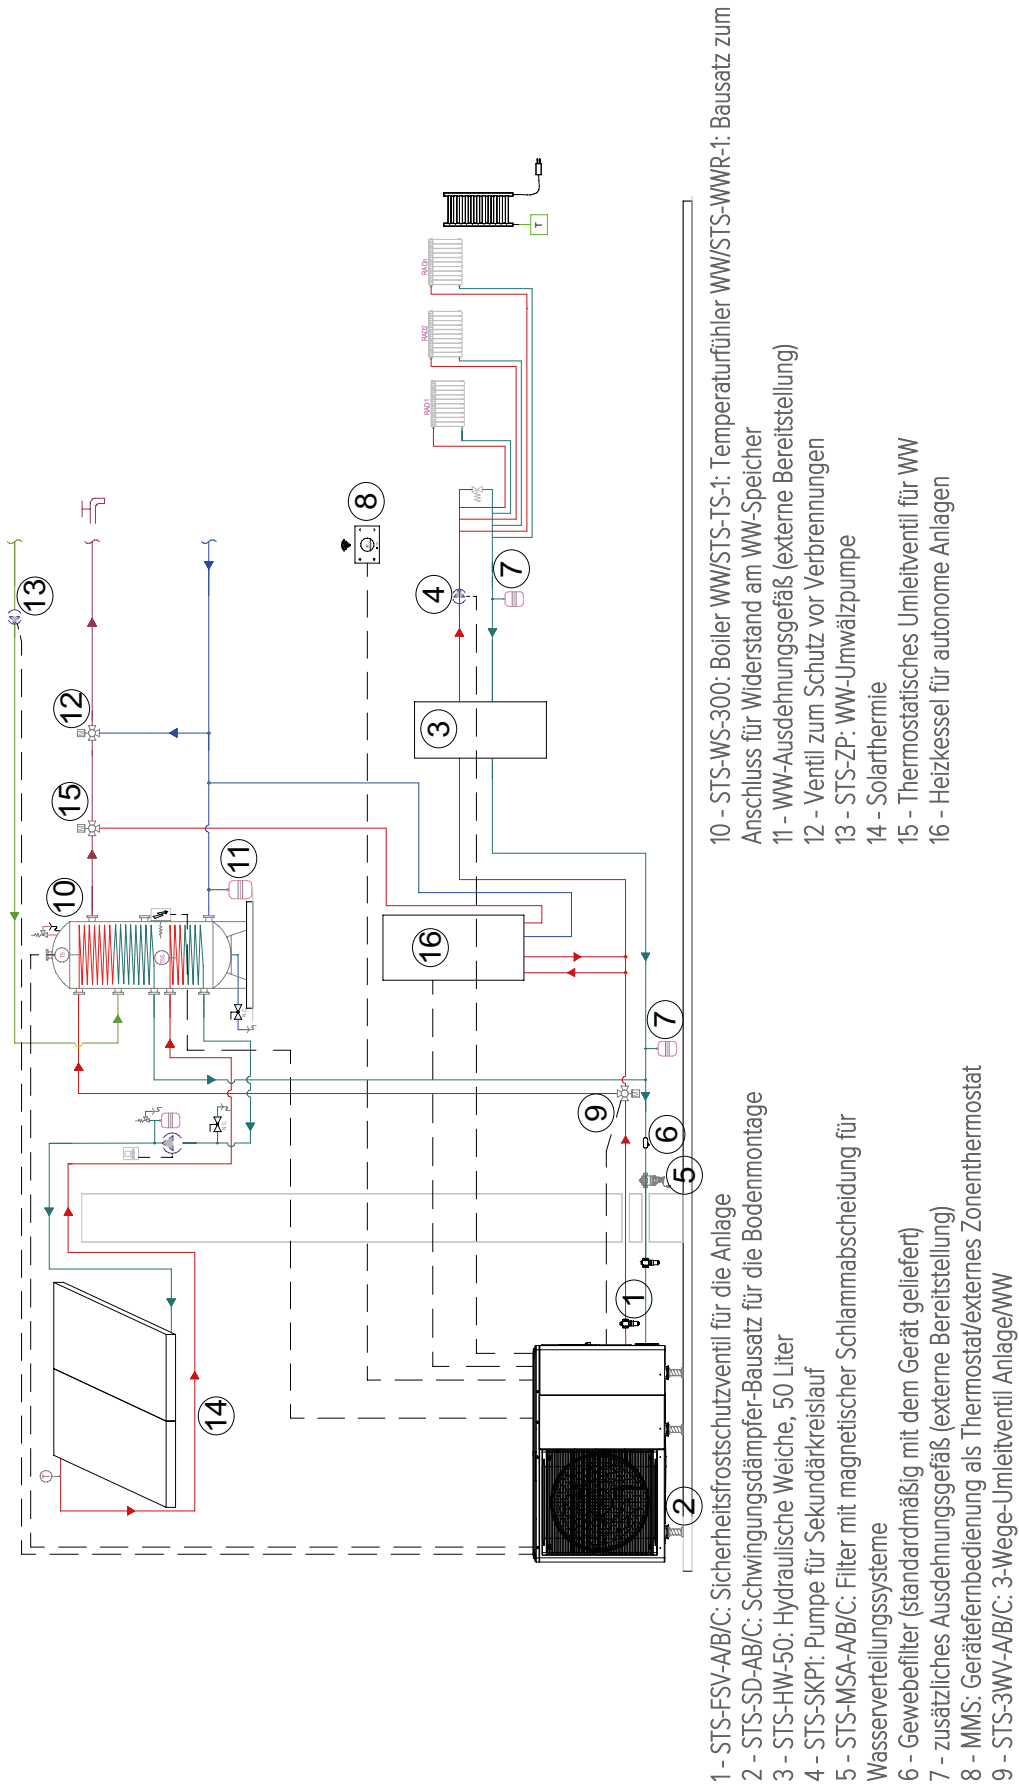 13
12
15
10
11
14
8
4
7
3
16
9
7
6
5
1
2
RAD1
RAD2
RADn
T
T
N.C.
N.C.
1 - STS-FSV-A/B/C: Sicherheitsfrostschutzventil für die Anlage
2 - STS-SD-AB/C: Schwingungsdämpfer-Bausatz für die Bodenmontage
3 - STS-HW-50: Hydraulische Weiche, 50 Liter
4 - STS-SKP1: Pumpe für Sekundärkreislauf
5 - STS-MSA-A/B/C: Filter mit magnetischer Schlammabscheidung für
Wasserverteilungssysteme
6 - Gewebefilter (standardmäßig mit dem Gerät geliefert)
7 - zusätzliches Ausdehnungsgefäß (externe Bereitstellung)
8 - MMS: Gerätefernbedienung als Thermostat/externes Zonenthermostat
9 - STS-3WV-A/B/C: 3-Wege-Umleitventil Anlage/WW
10 - STS-WS-300: Boiler WW/STS-TS-1: Temperaturfühler WW/STS-WWR-1: Bausatz zum
Anschluss für Widerstand am WW-Speicher
11 - WW-Ausdehnungsgefäß (externe Bereitstellung)
12 - Ventil zum Schutz vor Verbrennungen
13 - STS-ZP: WW-Umwälzpumpe
14 - Solarthermie
15 - Thermostatisches Umleitventil für WW
16 - Heizkessel für autonome Anlagen